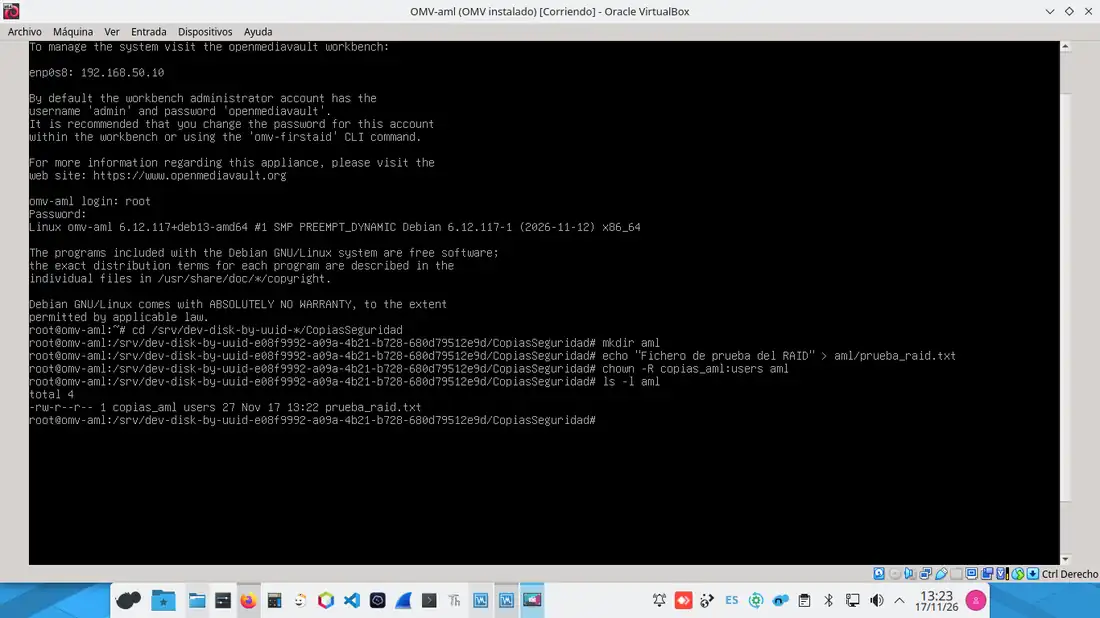 OMV-aml (OMV instalado) [Corriendo] - Oracle VirtualBox
Archivo Máquina Ver Entrada Dispositivos Ayuda
To manage the system visit the openmediavault workbench:
enp0s8: 192.168.50.10
By default the workbench administrator account has the
username 'admin' and password 'openmediavault'.
It is recommended that you change the password for this account
within the workbench or using the 'omv-firstaid' CLI command.
For more information regarding this appliance, please visit the
web site: https://www.openmediavault.org
omv-aml login: root
Password:
Linux omv-aml 6.12.117+deb13-amd64 #1 SMP PREEMPT_DYNAMIC Debian 6.12.117-1 (2026-11-12) x86_64
The programs included with the Debian GNU/Linux system are free software;
the exact distribution terms for each program are described in the
individual files in /usr/share/doc/*/copyright.
Debian GNU/Linux comes with ABSOLUTELY NO WARRANTY, to the extent
permitted by applicable law.
root@omv-aml:~# cd /srv/dev-disk-by-uuid-*/CopiasSeguridad
root@omv-aml:/srv/dev-disk-by-uuid-e08f9992-a09a-4b21-b728-680d79512e9d/CopiasSeguridad# mkdir aml
root@omv-aml:/srv/dev-disk-by-uuid-e08f9992-a09a-4b21-b728-680d79512e9d/CopiasSeguridad# echo "Fichero de prueba del RAID" > aml/prueba_raid.txt
root@omv-aml:/srv/dev-disk-by-uuid-e08f9992-a09a-4b21-b728-680d79512e9d/CopiasSeguridad# chown -R copias_aml:users aml
root@omv-aml:/srv/dev-disk-by-uuid-e08f9992-a09a-4b21-b728-680d79512e9d/CopiasSeguridad# ls -l aml
total 4
-rw-r--r-- 1 copias_aml users 27 Nov 17 13:22 prueba_raid.txt
root@omv-aml:/srv/dev-disk-by-uuid-e08f9992-a09a-4b21-b728-680d79512e9d/CopiasSeguridad#
Ctrl Derecho
Th
ES
13:23
17/11/26